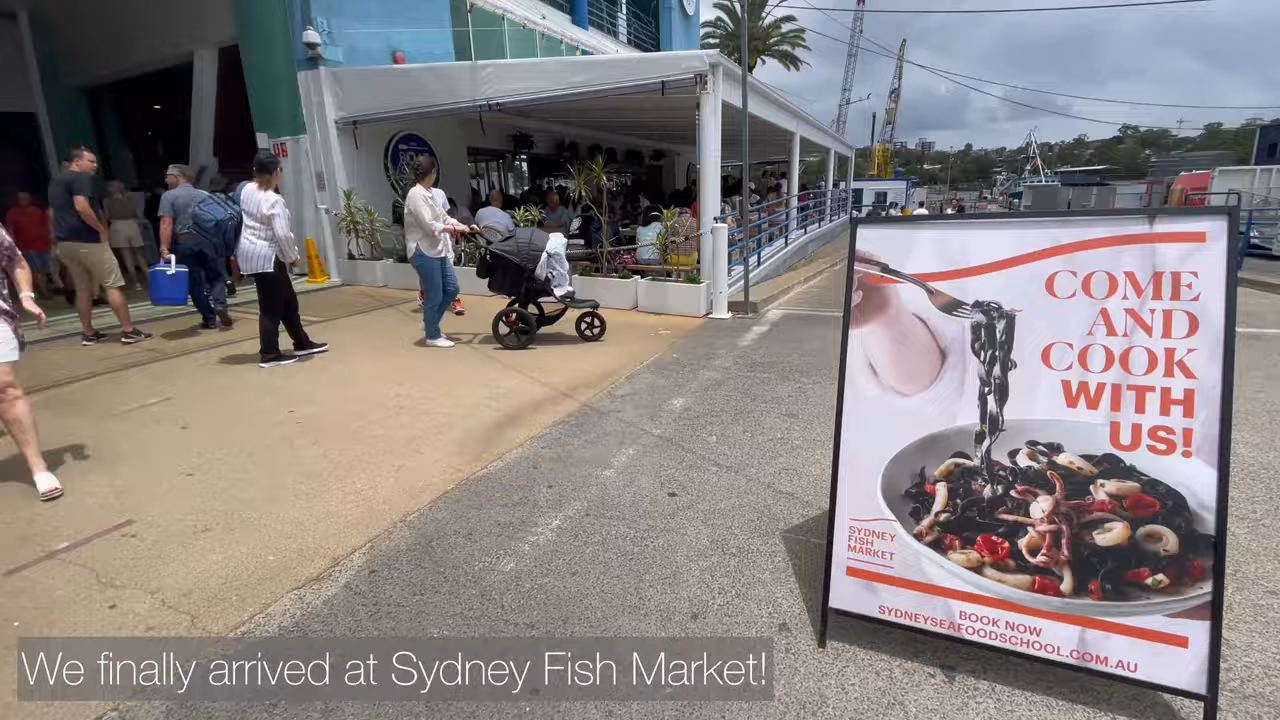 COME
AND
COOK
WITH
US!
SYDNEY
FISH
MARKET
BOOK NOW
SYDNEYSEAFOODSCHOOL.COM.AU
We finally arrived at Sydney Fish Market!